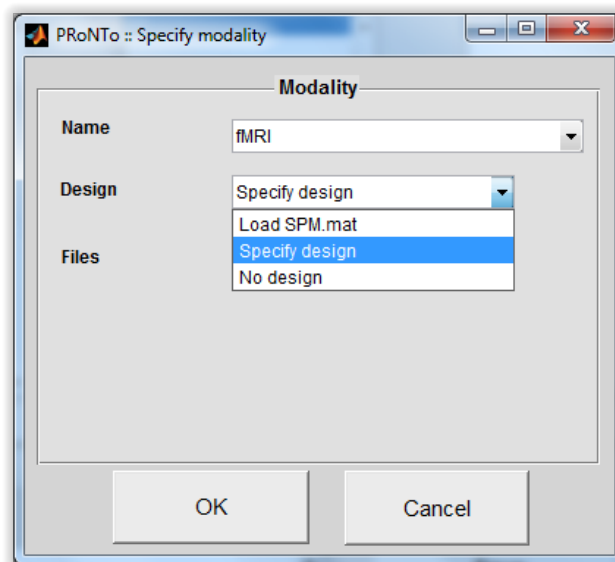 PRoNTo :: Specify modality
Modality
Name
fMRI
Design
Specify design
Load SPM.mat
Specify design
No design
Files
OK
Cancel